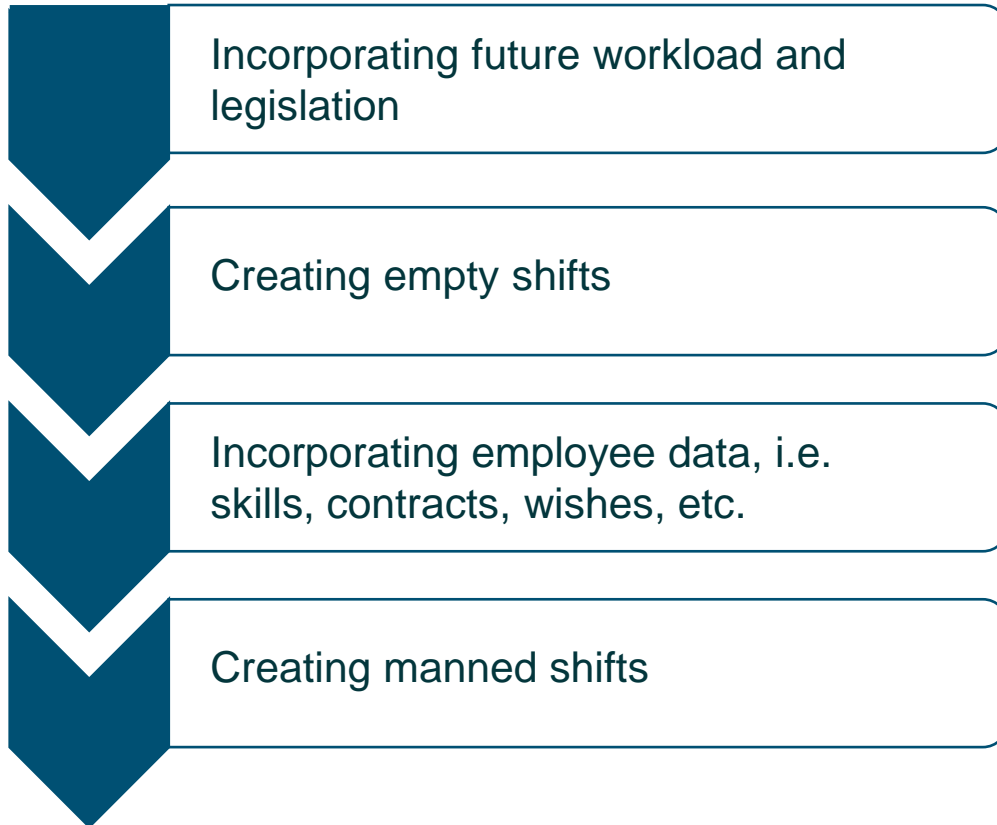 Incorporating future workload and
legislation
Creating empty shifts
Incorporating employee data, i.e.
skills, contracts, wishes, etc.
Creating manned shifts